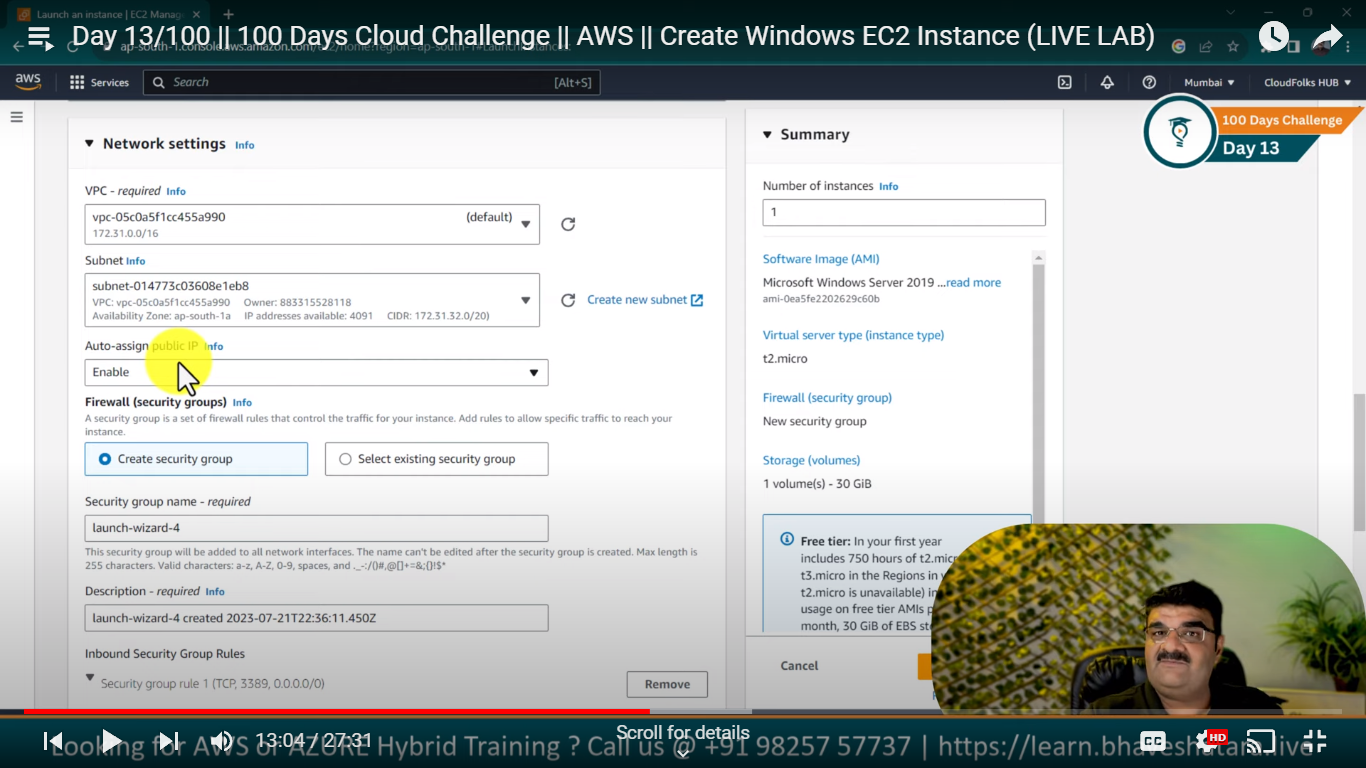 Launch an instance | EC2 Manag
Day 13/100 || 100 Days Cloud Challenge || AWS || Create Windows EC2 Instance (LIVE LAB)
aws
Services
Search
[Alt+S]
Mumbai
CloudFolks HUB
100 Days Challenge
Day 13
Network settings Info
VPC - required Info
vpc-05c0a5f1cc455a990 (default)
172.31.0.0/16
Subnet Info
subnet-014773c03608e1eb8
VPC: vpc-05c0a5f1cc455a990 Owner: 883315528118
Availability Zone: ap-south-1a IP addresses available: 4091 CIDR: 172.31.32.0/20)
Create new subnet
Auto-assign public IP Info
Enable
Firewall (security groups) Info
A security group is a set of firewall rules that control the traffic for your instance. Add rules to allow specific traffic to reach your
instance.
Create security group
Select existing security group
Security group name - required
launch-wizard-4
This security group will be added to all network interfaces. The name can't be edited after the security group is created. Max length is
255 characters. Valid characters: a-z, A-Z, 0-9, spaces, and ._-:/()#,@[]+=&;{}!$*
Description - required Info
launch-wizard-4 created 2023-07-21T22:36:11.450Z
Inbound Security Group Rules
Security group rule 1 (TCP, 3389, 0.0.0.0/0)
Remove
Summary
Number of instances Info
1
Software Image (AMI)
Microsoft Windows Server 2019 ...read more
ami-0ea5fe2202629c60b
Virtual server type (instance type)
t2.micro
Firewall (security group)
New security group
Storage (volumes)
1 volume(s) - 30 GiB
Free tier: In your first year
includes 750 hours of t2.mic
t3.micro in the Regions in
t2.micro is unavailable) in
usage on free tier AMIs p
month, 30 GiB of EBS st
Cancel
Scroll for details
13:04 / 27:31
CC
HD
Looking for AWS or AZURE Hybrid Training ? Call us @ +91 98257 57737 | https://learn.bhaveshatara.live